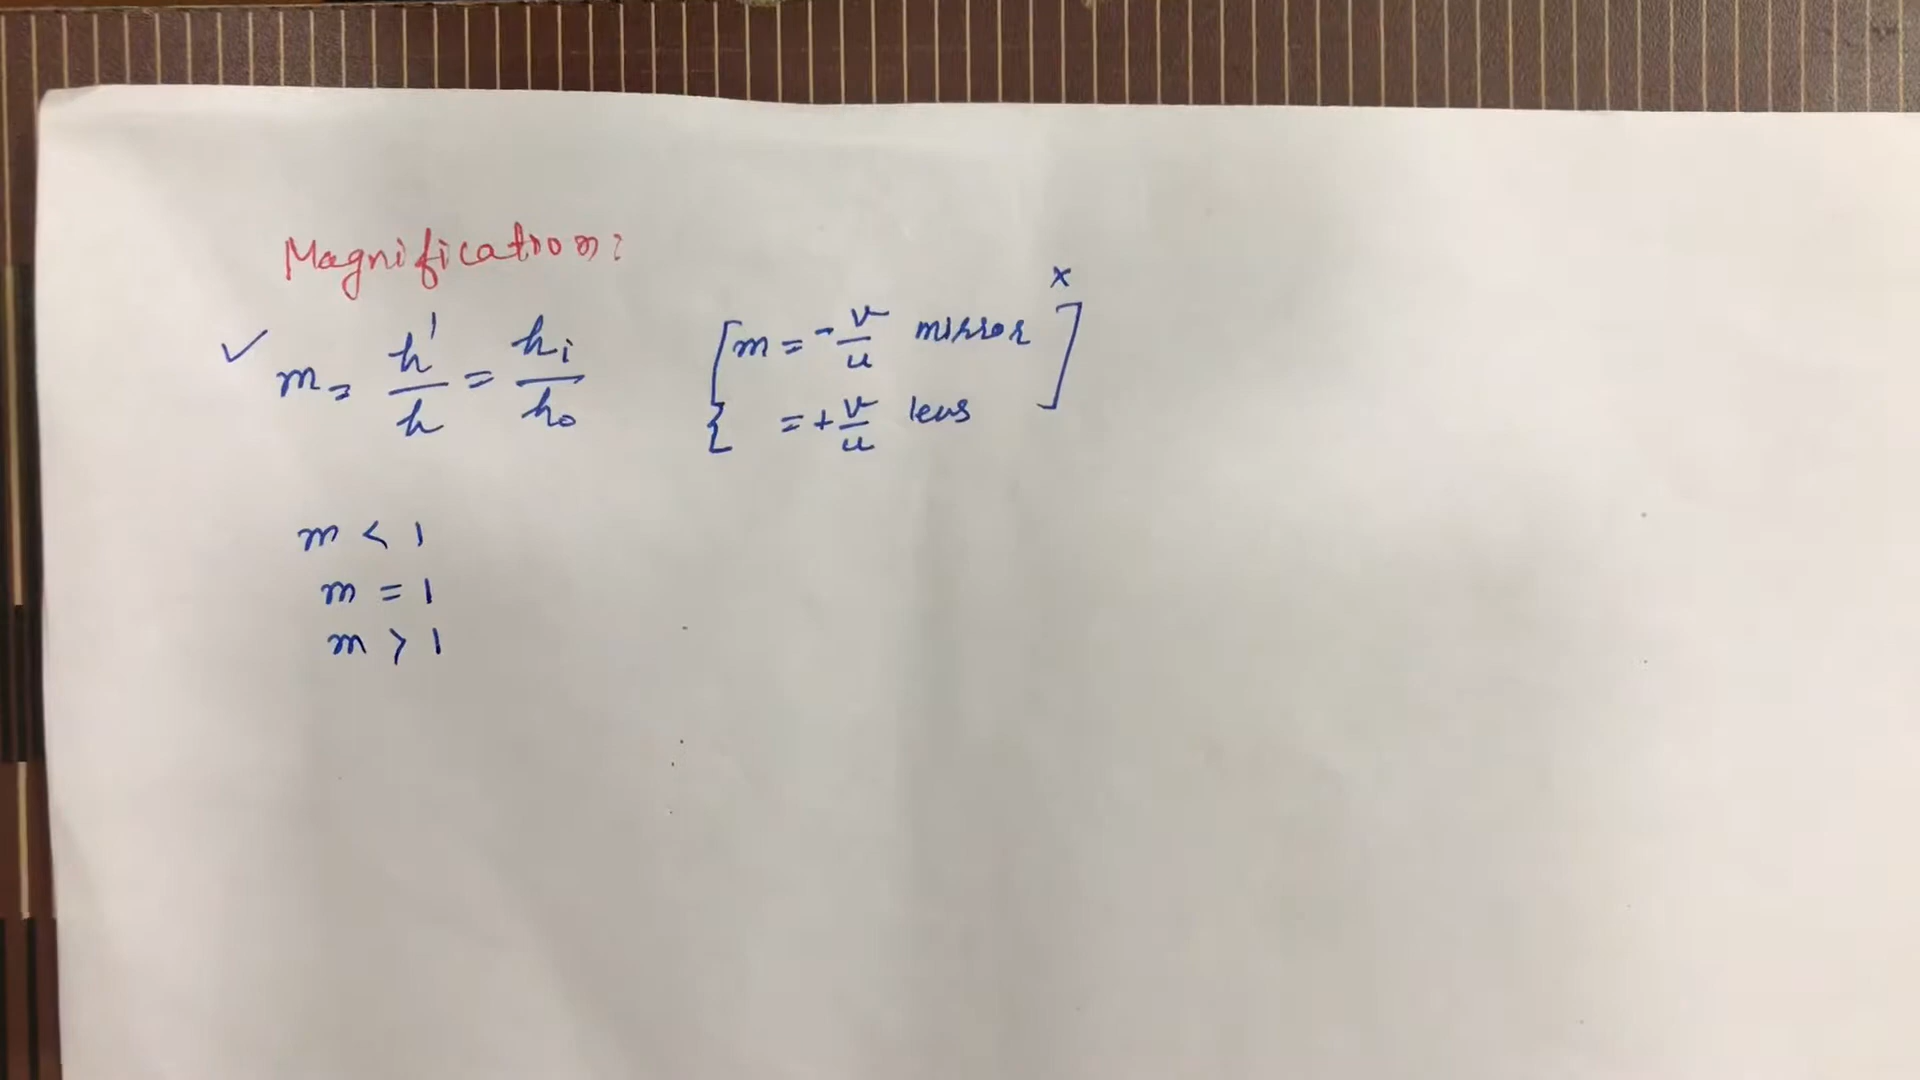 Magnification:
✓ m = h'/h = hi/ho
[m = -v/u mirror] x
{ = +v/u lens
m < 1
m = 1
m > 1